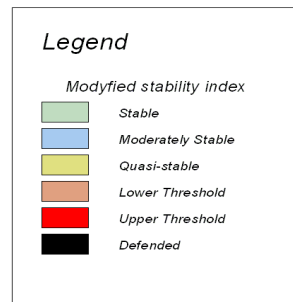 Legend
Modyfied stability index
Stable
Moderately Stable
Quasi-stable
Lower Threshold
Upper Threshold
Defended